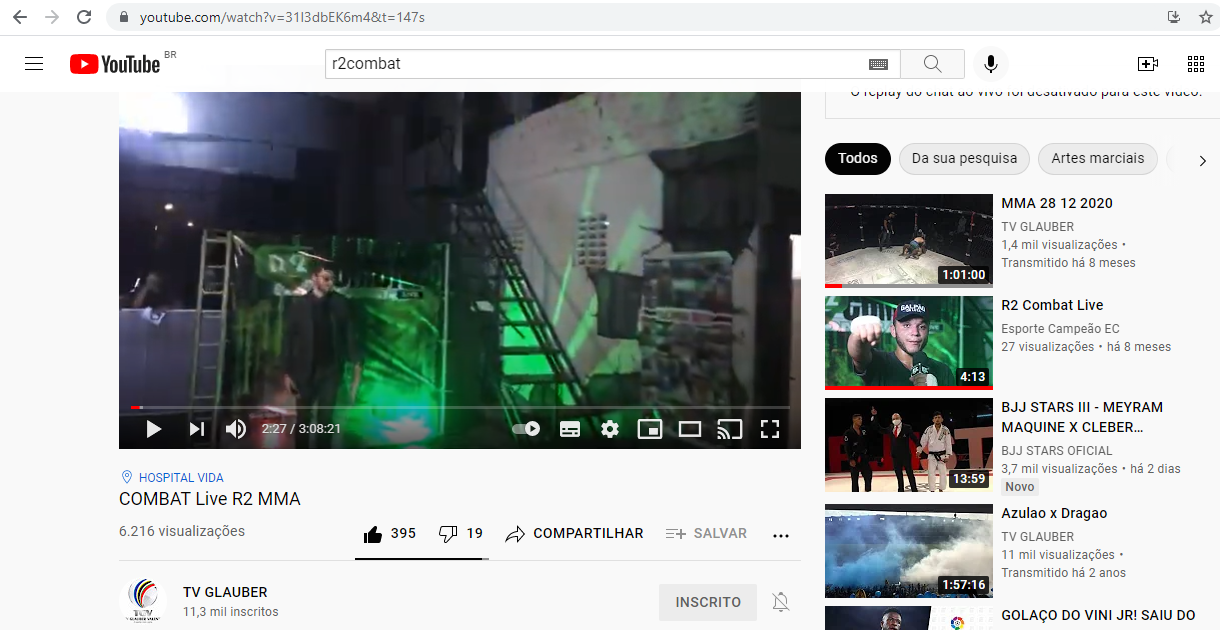 youtube.com/watch?v=31I3dbEK6m4&t=147s
YouTube BR
r2combat
O replay do chat ao vivo foi desativado para este vídeo.
Todos
Da sua pesquisa
Artes marciais
R2
2:27 / 3:08:21
HOSPITAL VIDA
COMBAT Live R2 MMA
6.216 visualizações
395
19
COMPARTILHAR
SALVAR
TV GLAUBER
11,3 mil inscritos
INSCRITO
MMA 28 12 2020
TV GLAUBER
1,4 mil visualizações •
Transmitido há 8 meses
1:01:00
R2 Combat Live
Esporte Campeão EC
27 visualizações • há 8 meses
4:13
BJJ STARS III - MEYRAM
MAQUINE X CLEBER...
BJJ STARS OFICIAL
3,7 mil visualizações • há 2 dias
Novo
13:59
Azulao x Dragao
TV GLAUBER
11 mil visualizações •
Transmitido há 2 anos
1:57:16
GOLAÇO DO VINI JR! SAIU DO